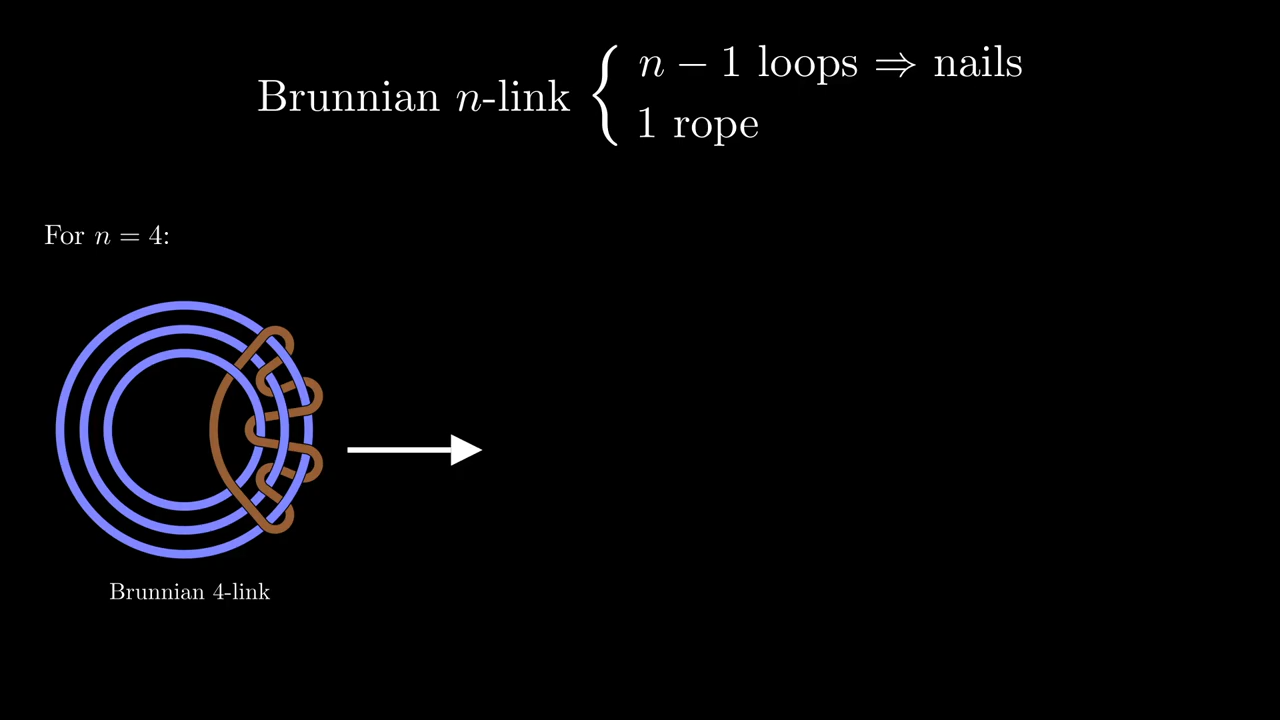 Brunnian n-link { n − 1 loops ⇒ nails
1 rope
For n = 4:
Brunnian 4-link